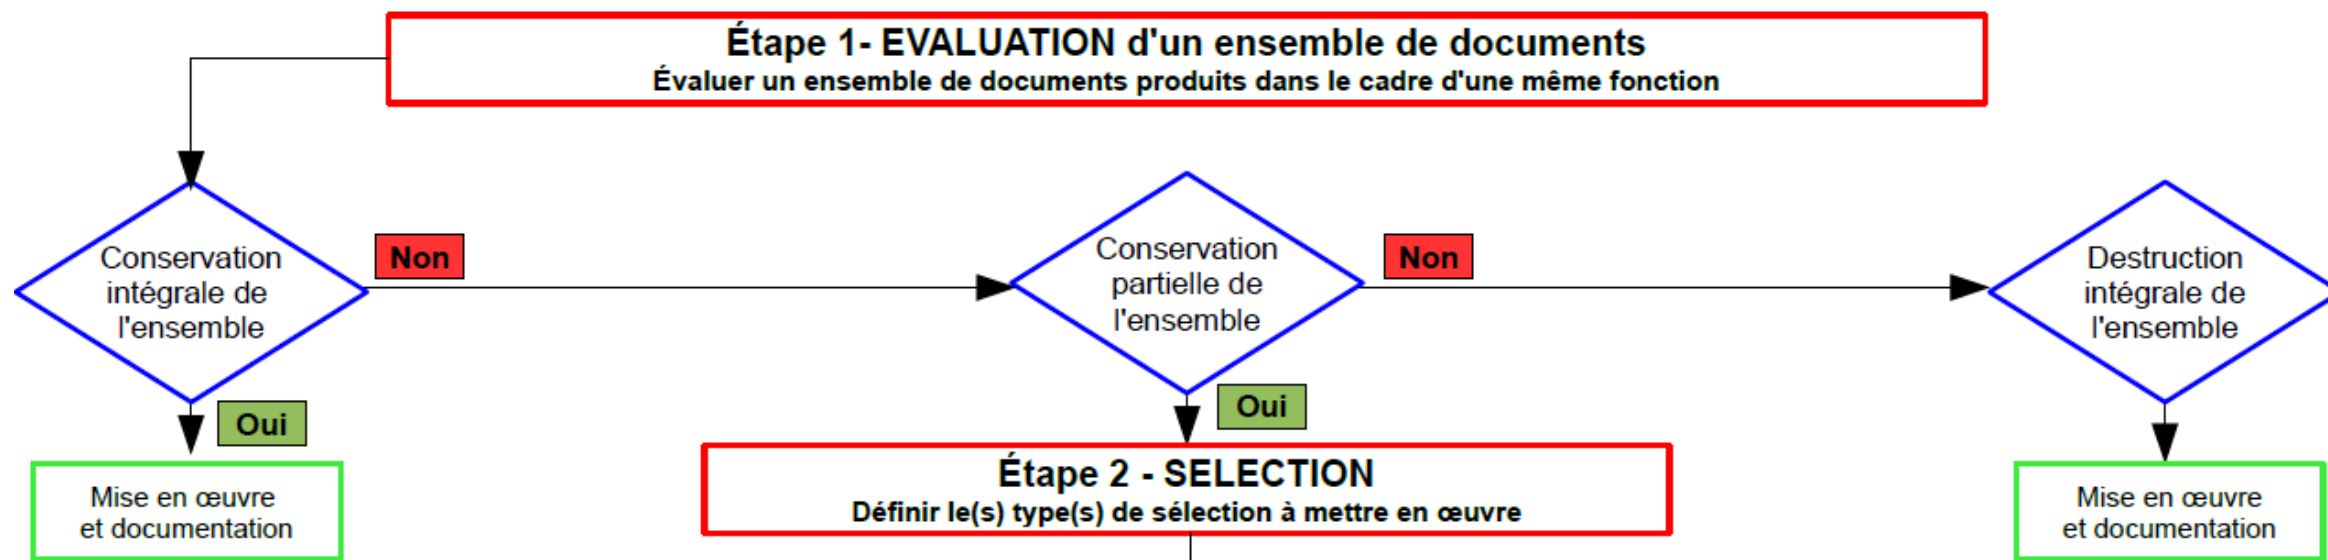 Étape 1- EVALUATION d'un ensemble de documents
Évaluer un ensemble de documents produits dans le cadre d'une même fonction
Conservation
intégrale de
l'ensemble
Non
Conservation
partielle de
l'ensemble
Non
Destruction
intégrale de
l'ensemble
Oui
Oui
Mise en œuvre
et documentation
Étape 2 - SELECTION
Définir le(s) type(s) de sélection à mettre en œuvre
Mise en œuvre
et documentation